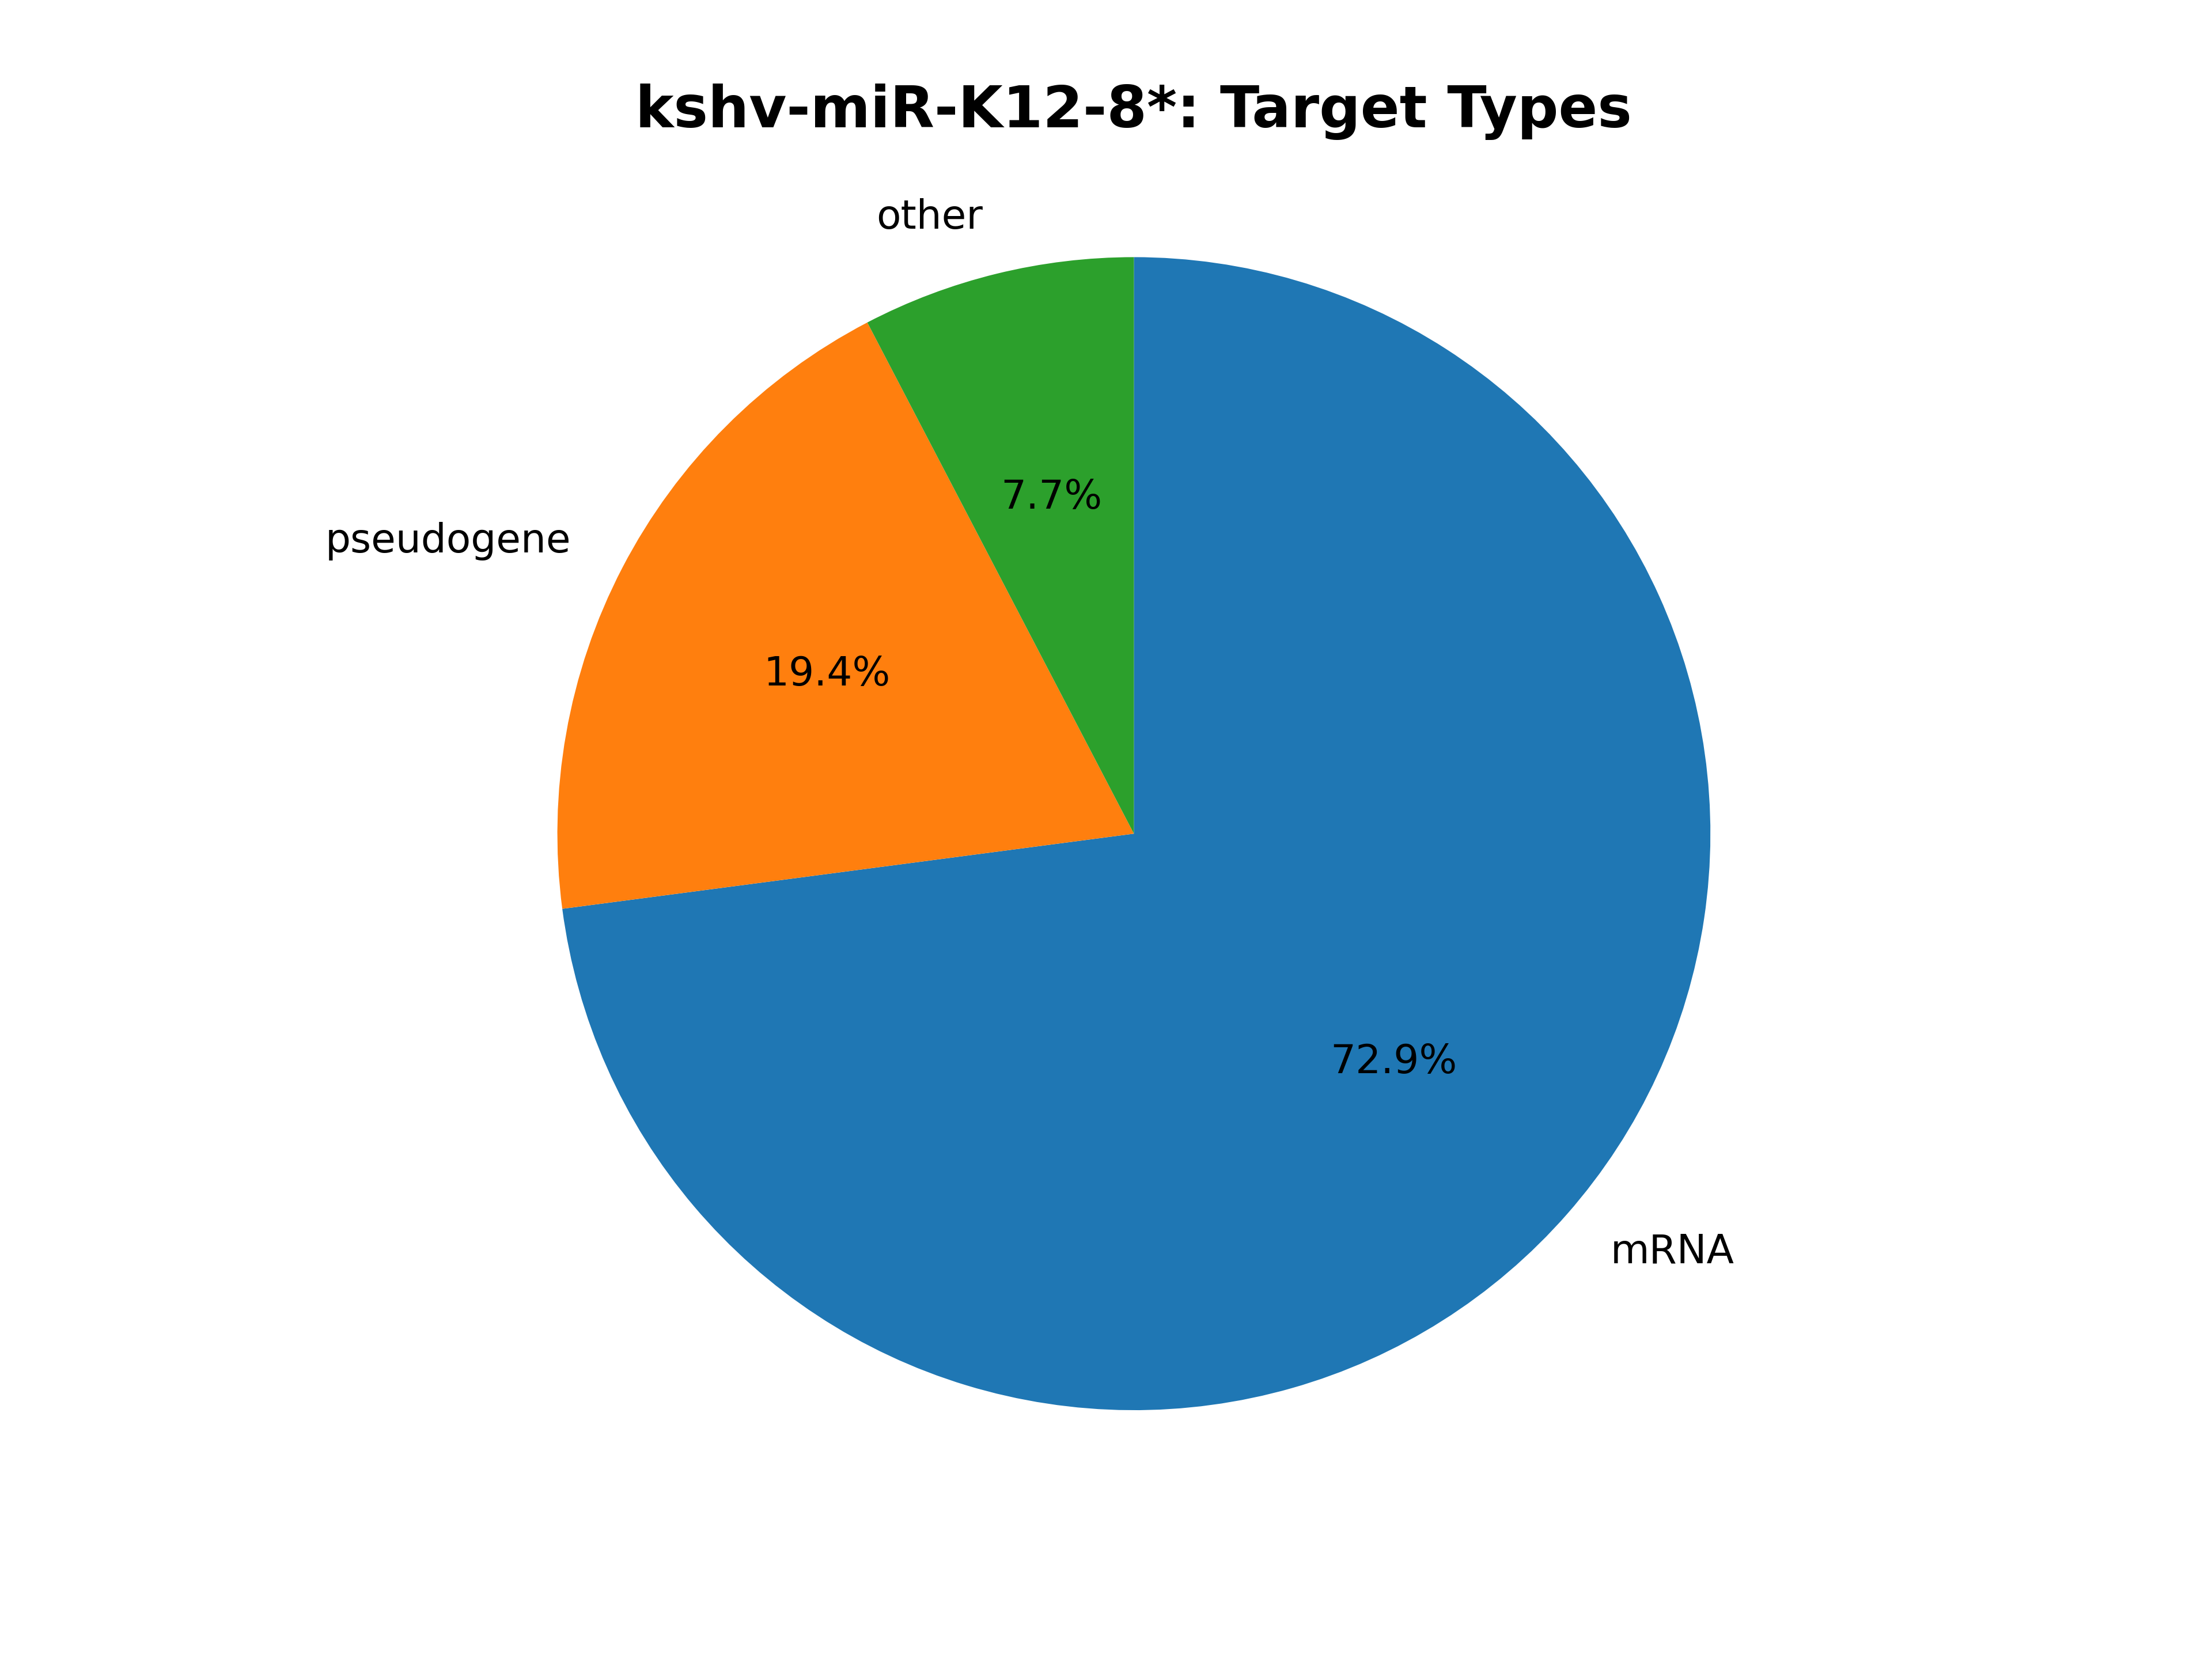 kshv-miR-K12-8*: Target Types
other
7.7%
pseudogene
19.4%
72.9%
mRNA